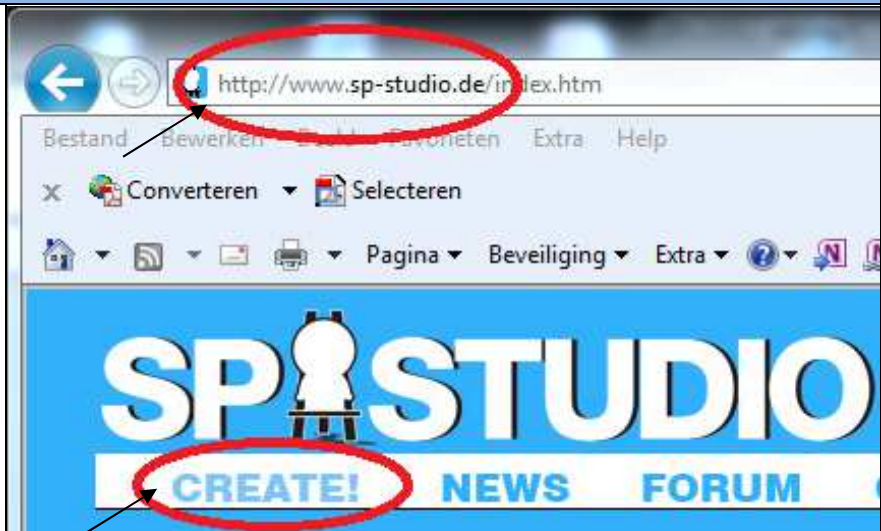 http://www.sp-studio.de/index.htm
Bestand Bewerken Favorieten Extra Help
x Converteren Selecteren
Pagina Beveiliging Extra
SP STUDIO
CREATE! NEWS FORUM